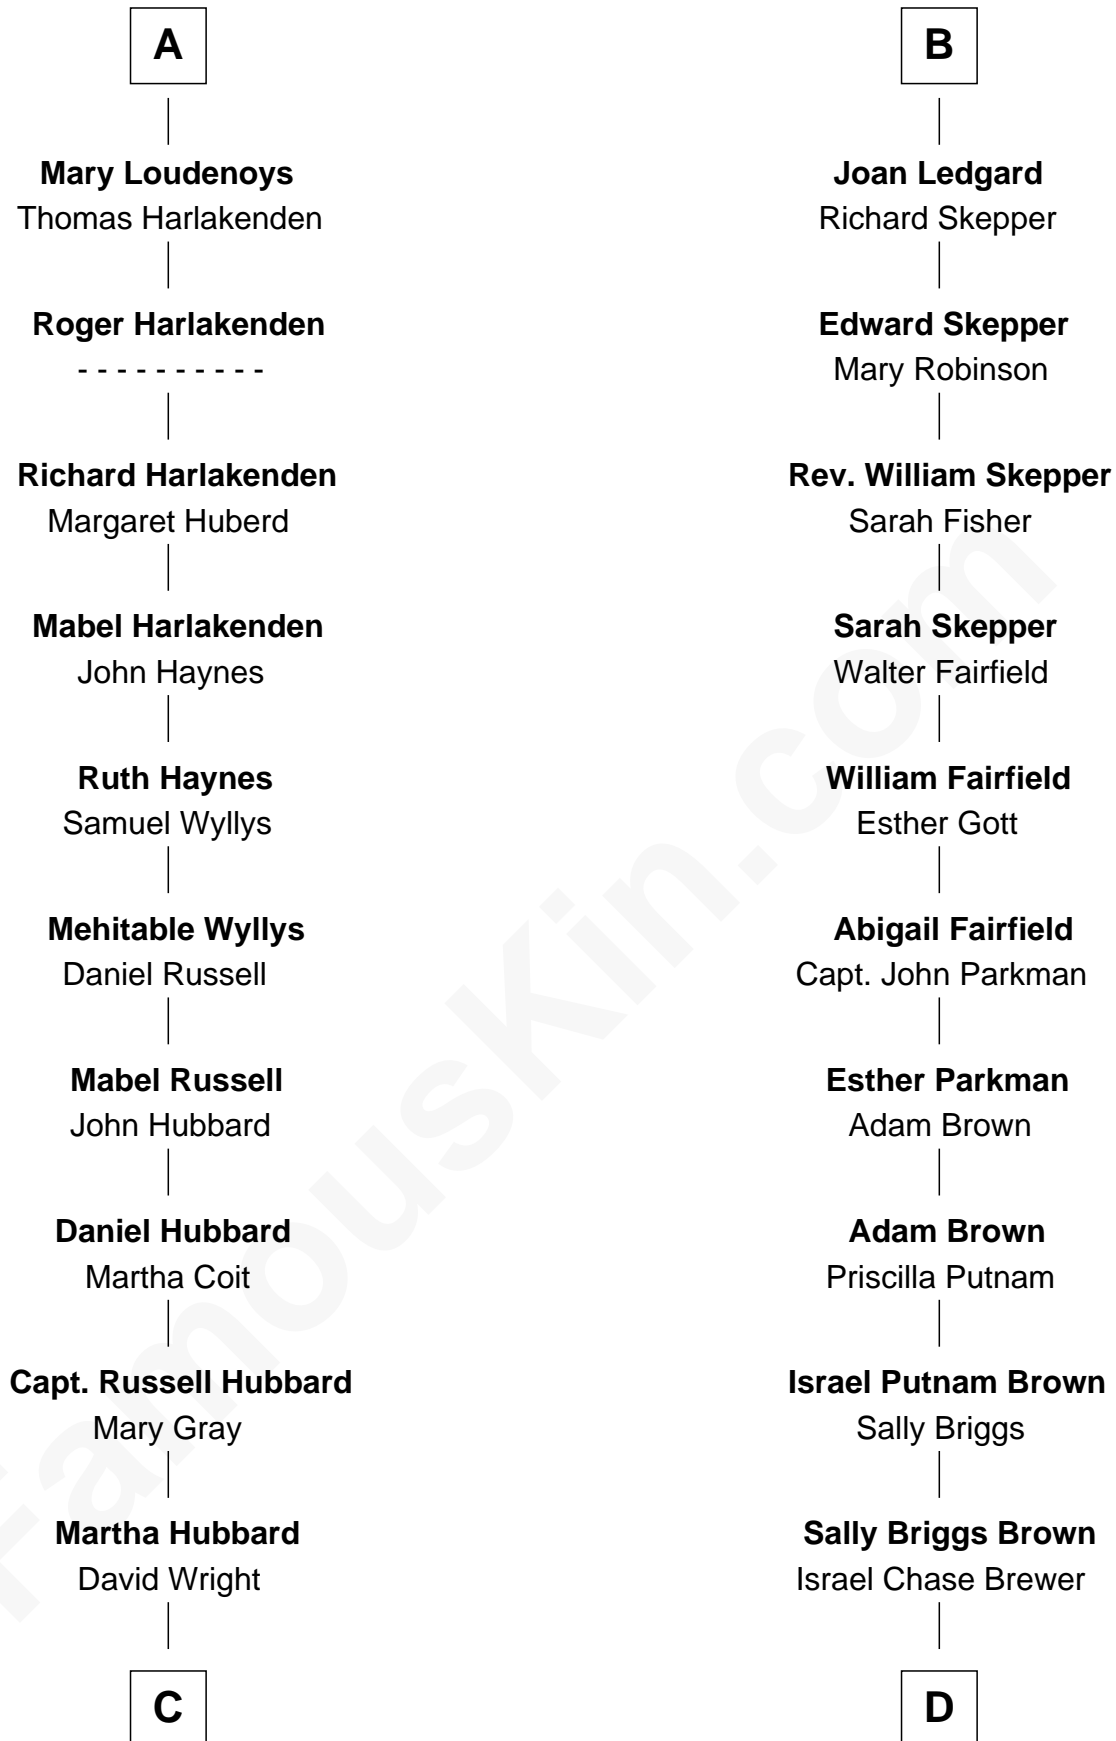 A
Mary Loudenoys
Thomas Harlakenden
Roger Harlakenden
- - - - - - - - - -
Richard Harlakenden
Margaret Huberd
Mabel Harlakenden
John Haynes
Ruth Haynes
Samuel Wyllys
Mehitable Wyllys
Daniel Russell
Mabel Russell
John Hubbard
Daniel Hubbard
Martha Coit
Capt. Russell Hubbard
Mary Gray
Martha Hubbard
David Wright
C
B
Joan Ledgard
Richard Skepper
Edward Skepper
Mary Robinson
Rev. William Skepper
Sarah Fisher
Sarah Skepper
Walter Fairfield
William Fairfield
Esther Gott
Abigail Fairfield
Capt. John Parkman
Esther Parkman
Adam Brown
Adam Brown
Priscilla Putnam
Israel Putnam Brown
Sally Briggs
Sally Briggs Brown
Israel Chase Brewer
D
FamousKin.com